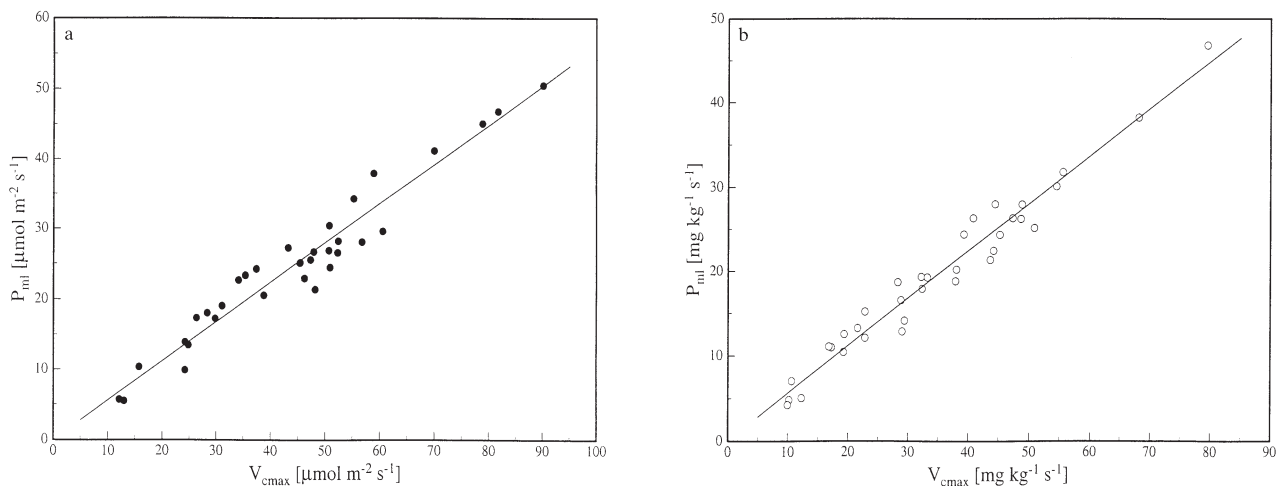 a
60
50
40
30
20
10
0
P_ml [μmol m⁻² s⁻¹]
0 10 20 30 40 50 60 70 80 90 100
V_cmax [μmol m⁻² s⁻¹]
b
50
40
30
20
10
0
P_ml [mg kg⁻¹ s⁻¹]
0 10 20 30 40 50 60 70 80 90
V_cmax [mg kg⁻¹ s⁻¹]